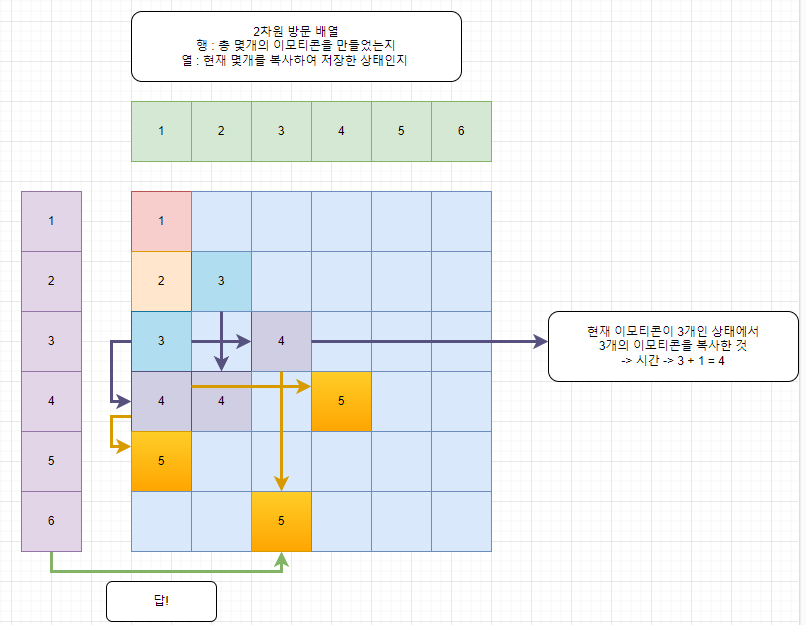 2차원 방문 배열
행 : 총 몇개의 이모티콘을 만들었는지
열 : 현재 몇개를 복사하여 저장한 상태인지
1 2 3 4 5 6
1 1
2 2 3
3 3 4
현재 이모티콘이 3개인 상태에서
3개의 이모티콘을 복사한 것
-> 시간 -> 3 + 1 = 4
4 4 4 5
5 5
6 5
답!